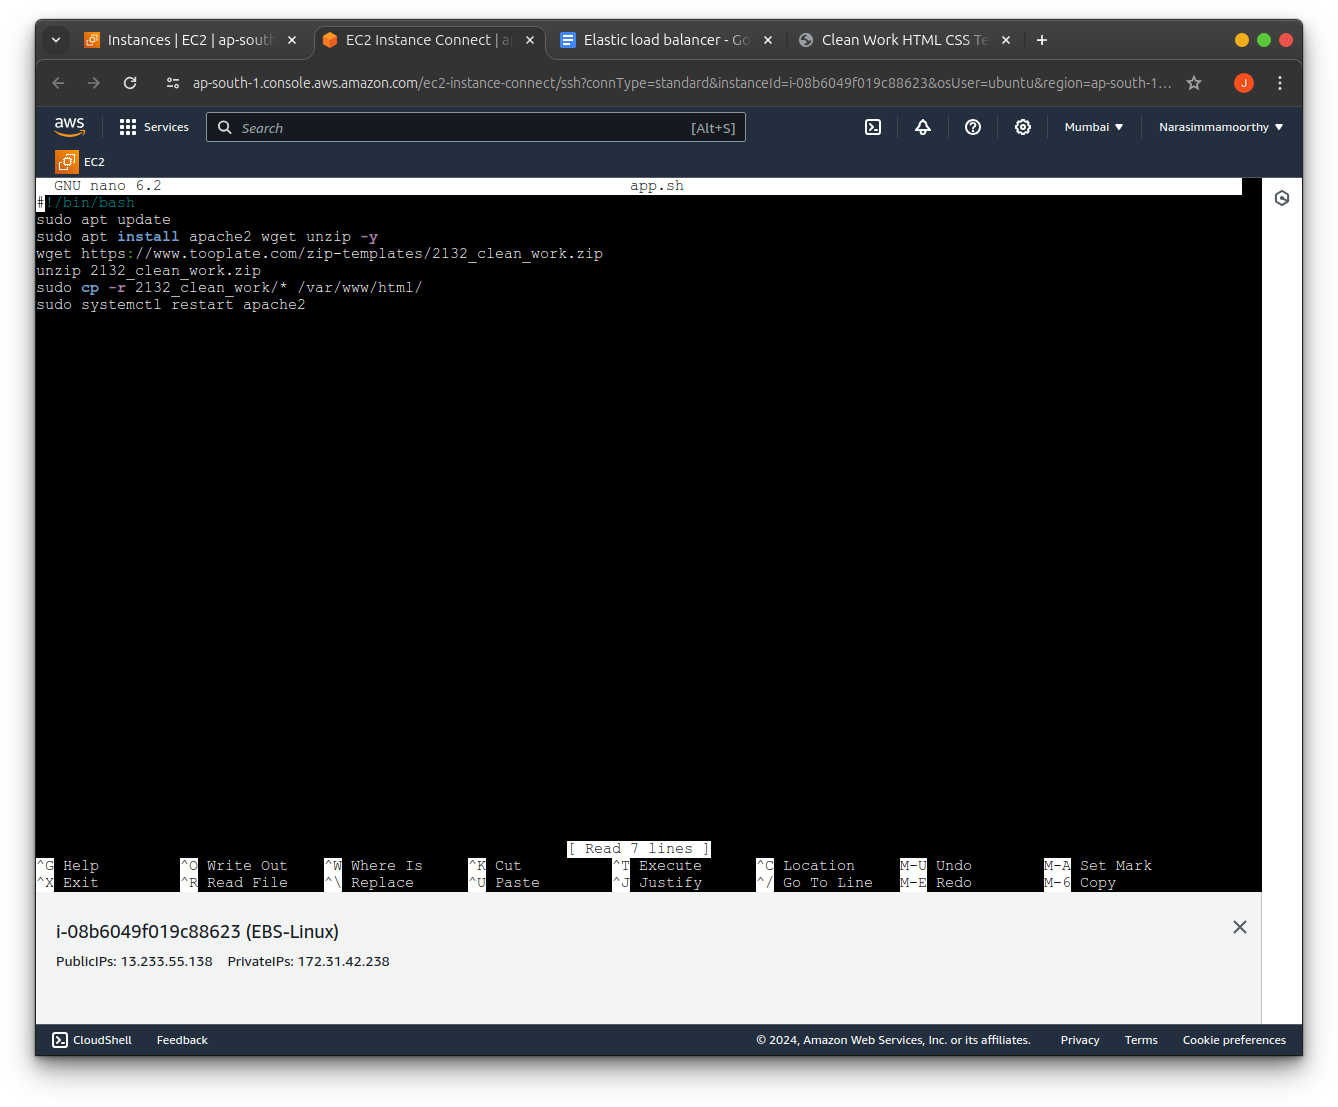 Instances | EC2 | ap-south
EC2 Instance Connect | ap
Elastic load balancer - Go
Clean Work HTML CSS Te
ap-south-1.console.aws.amazon.com/ec2-instance-connect/ssh?connType=standard&instanceId=i-08b6049f019c88623&osUser=ubuntu&region=ap-south-1...
J
aws
Services
Search
[Alt+S]
Mumbai
Narasimmamoorthy
EC2
GNU nano 6.2 app.sh
#!/bin/bash
sudo apt update
sudo apt install apache2 wget unzip -y
wget https://www.tooplate.com/zip-templates/2132_clean_work.zip
unzip 2132_clean_work.zip
sudo cp -r 2132_clean_work/* /var/www/html/
sudo systemctl restart apache2
[ Read 7 lines ]
^G Help ^O Write Out ^W Where Is ^K Cut ^T Execute ^C Location M-U Undo M-A Set Mark
^X Exit ^R Read File ^\ Replace ^U Paste ^J Justify ^/ Go To Line M-E Redo M-6 Copy
i-08b6049f019c88623 (EBS-Linux)
PublicIPs: 13.233.55.138 PrivateIPs: 172.31.42.238
CloudShell
Feedback
© 2024, Amazon Web Services, Inc. or its affiliates.
Privacy
Terms
Cookie preferences